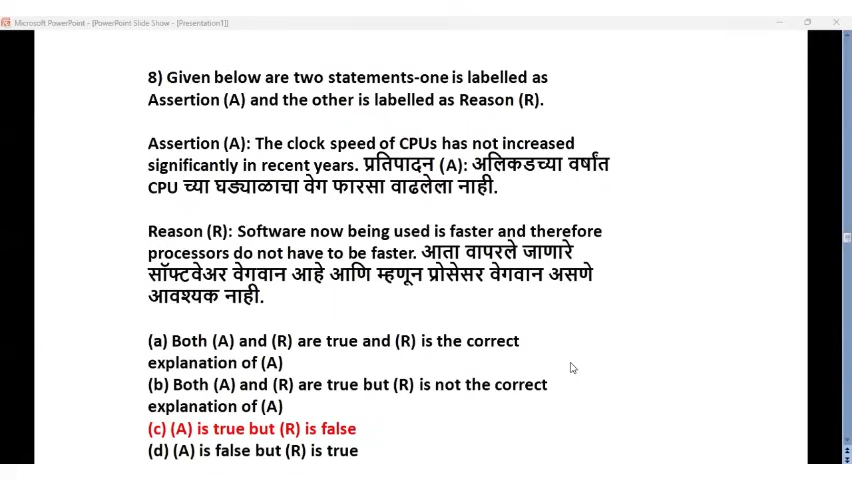 Microsoft PowerPoint - [PowerPoint Slide Show - [Presentation1]]
8) Given below are two statements-one is labelled as
Assertion (A) and the other is labelled as Reason (R).
Assertion (A): The clock speed of CPUs has not increased
significantly in recent years. प्रतिपादन (A): अलिकडच्या वर्षांत
CPU च्या घड्याळाचा वेग फारसा वाढलेला नाही.
Reason (R): Software now being used is faster and therefore
processors do not have to be faster. आता वापरले जाणारे
सॉफ्टवेअर वेगवान आहे आणि म्हणून प्रोसेसर वेगवान असणे
आवश्यक नाही.
(a) Both (A) and (R) are true and (R) is the correct
explanation of (A)
(b) Both (A) and (R) are true but (R) is not the correct
explanation of (A)
(c) (A) is true but (R) is false
(d) (A) is false but (R) is true